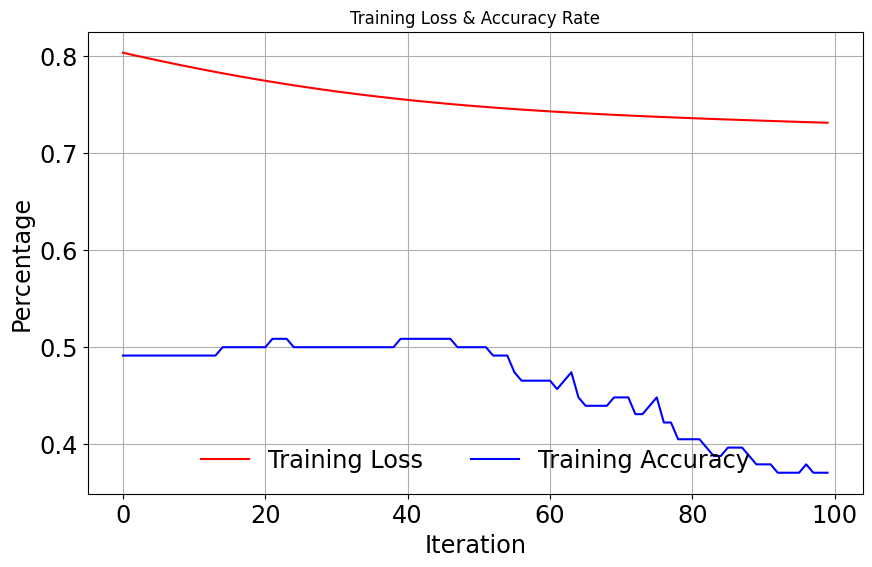 Training Loss & Accuracy Rate
0.8
0.7
0.6
0.5
0.4
Percentage
Training Loss Training Accuracy
0 20 40 60 80 100
Iteration